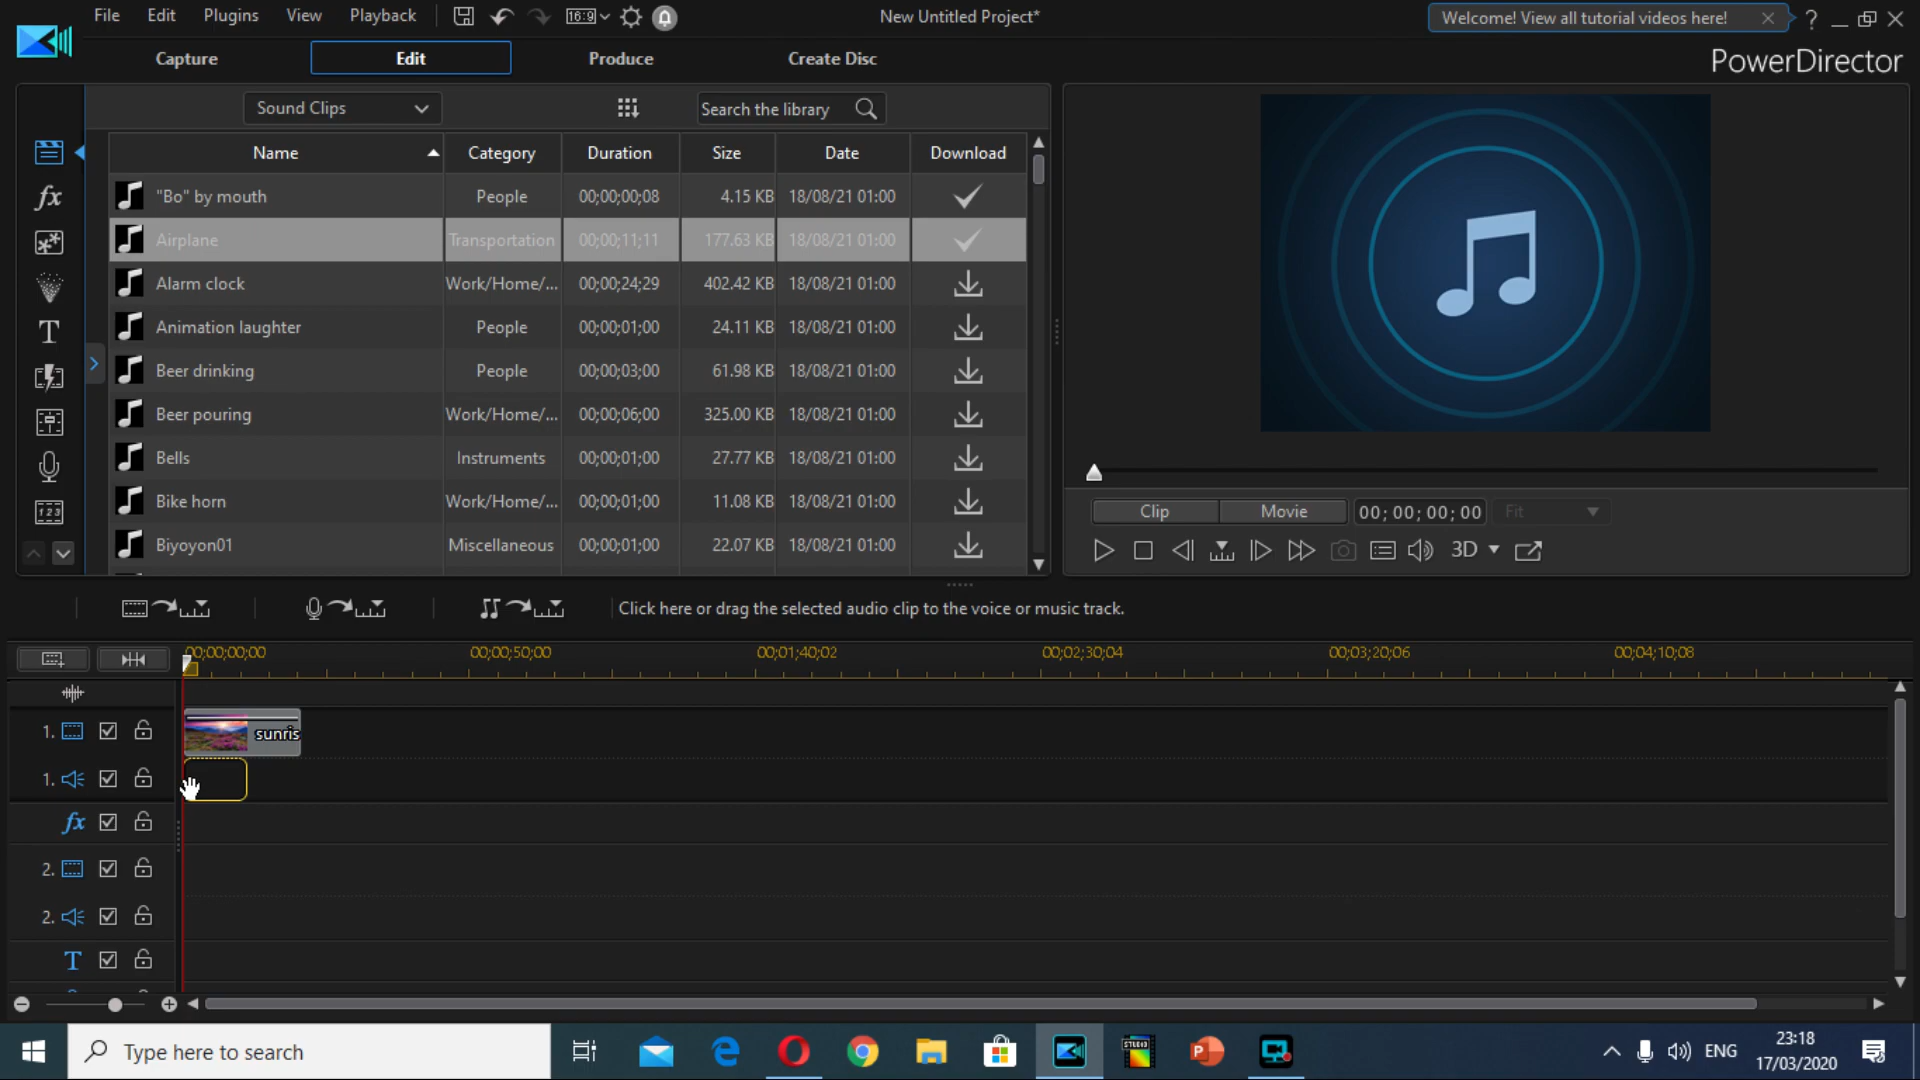 File Edit Plugins View Playback 16:9 New Untitled Project* Welcome! View all tutorial videos here! ?
Capture Edit Produce Create Disc PowerDirector
Sound Clips Search the library
Name Category Duration Size Date Download
"Bo" by mouth People 00;00;00;08 4.15 KB 18/08/21 01:00
Airplane Transportation 00;00;11;11 177.63 KB 18/08/21 01:00
Alarm clock Work/Home/... 00;00;24;29 402.42 KB 18/08/21 01:00
Animation laughter People 00;00;01;00 24.11 KB 18/08/21 01:00
Beer drinking People 00;00;03;00 61.98 KB 18/08/21 01:00
Beer pouring Work/Home/... 00;00;06;00 325.00 KB 18/08/21 01:00
Bells Instruments 00;00;01;00 27.77 KB 18/08/21 01:00
Bike horn Work/Home/... 00;00;01;00 11.08 KB 18/08/21 01:00
Biyoyon01 Miscellaneous 00;00;01;00 22.07 KB 18/08/21 01:00
fx
T
1 2 3
Clip Movie 00; 00; 00; 00 Fit
3D
Click here or drag the selected audio clip to the voice or music track.
00;00;00;00 00;00;50;00 00;01;40;02 00;02;30;04 00;03;20;06 00;04;10;08
1. sunris
1.
fx
2.
2.
T
Type here to search STUDIO P ENG 23:18
17/03/2020